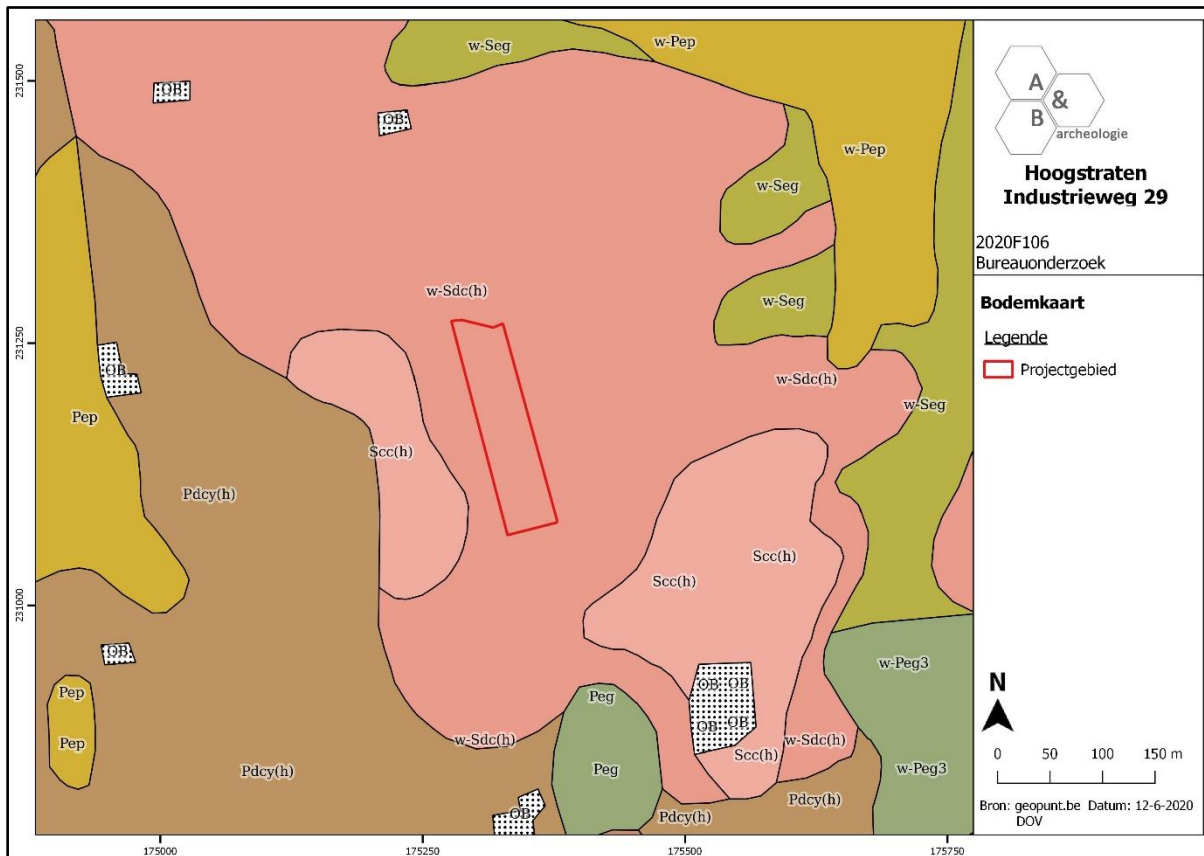 w-Seg
w-Pep
231500
OB
OB
w-Pep
w-Seg
w-Sdc(h)
w-Seg
231250
OB
w-Sdc(h)
w-Seg
Pep
Scc(h)
Pdcy(h)
Scc(h)
Scc(h)
231000
OB
w-Peg3
Pep
Peg
OB OB
Pep
OB OB
w-Sdc(h)
w-Sdc(h)
Scc(h)
Pdcy(h)
Peg
w-Peg3
Pdcy(h)
OB
Pdcy(h)
175000
175250
175500
175750
A
&
B
archeologie
Hoogstraten
Industrieweg 29
2020F106
Bureauonderzoek
Bodemkaart
Legende
Projectgebied
N
0 50 100 150 m
Bron: geopunt.be Datum: 12-6-2020
DOV